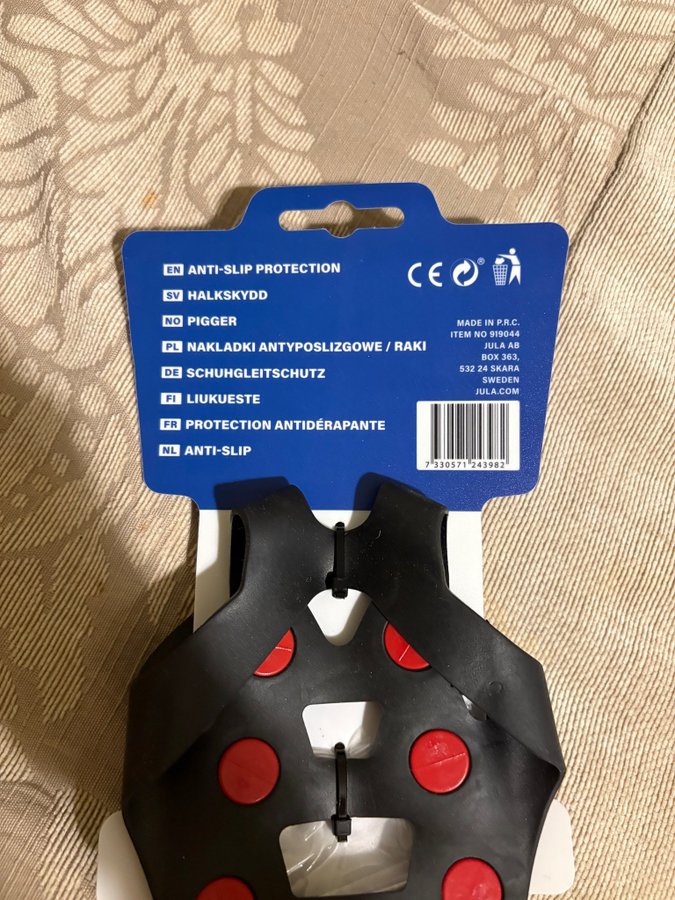 EN ANTI-SLIP PROTECTION
SV HALKSKYDD
NO PIGGER
PL NAKLADKI ANTYPOSLIZGOWE / RAKI
DE SCHUHGLEITSCHUTZ
FI LIUKUESTE
FR PROTECTION ANTIDÉRAPANTE
NL ANTI-SLIP
CE ®
MADE IN P.R.C.
ITEM NO 919044
JULA AB
BOX 363,
532 24 SKARA
SWEDEN
JULA.COM
7 330571 243982